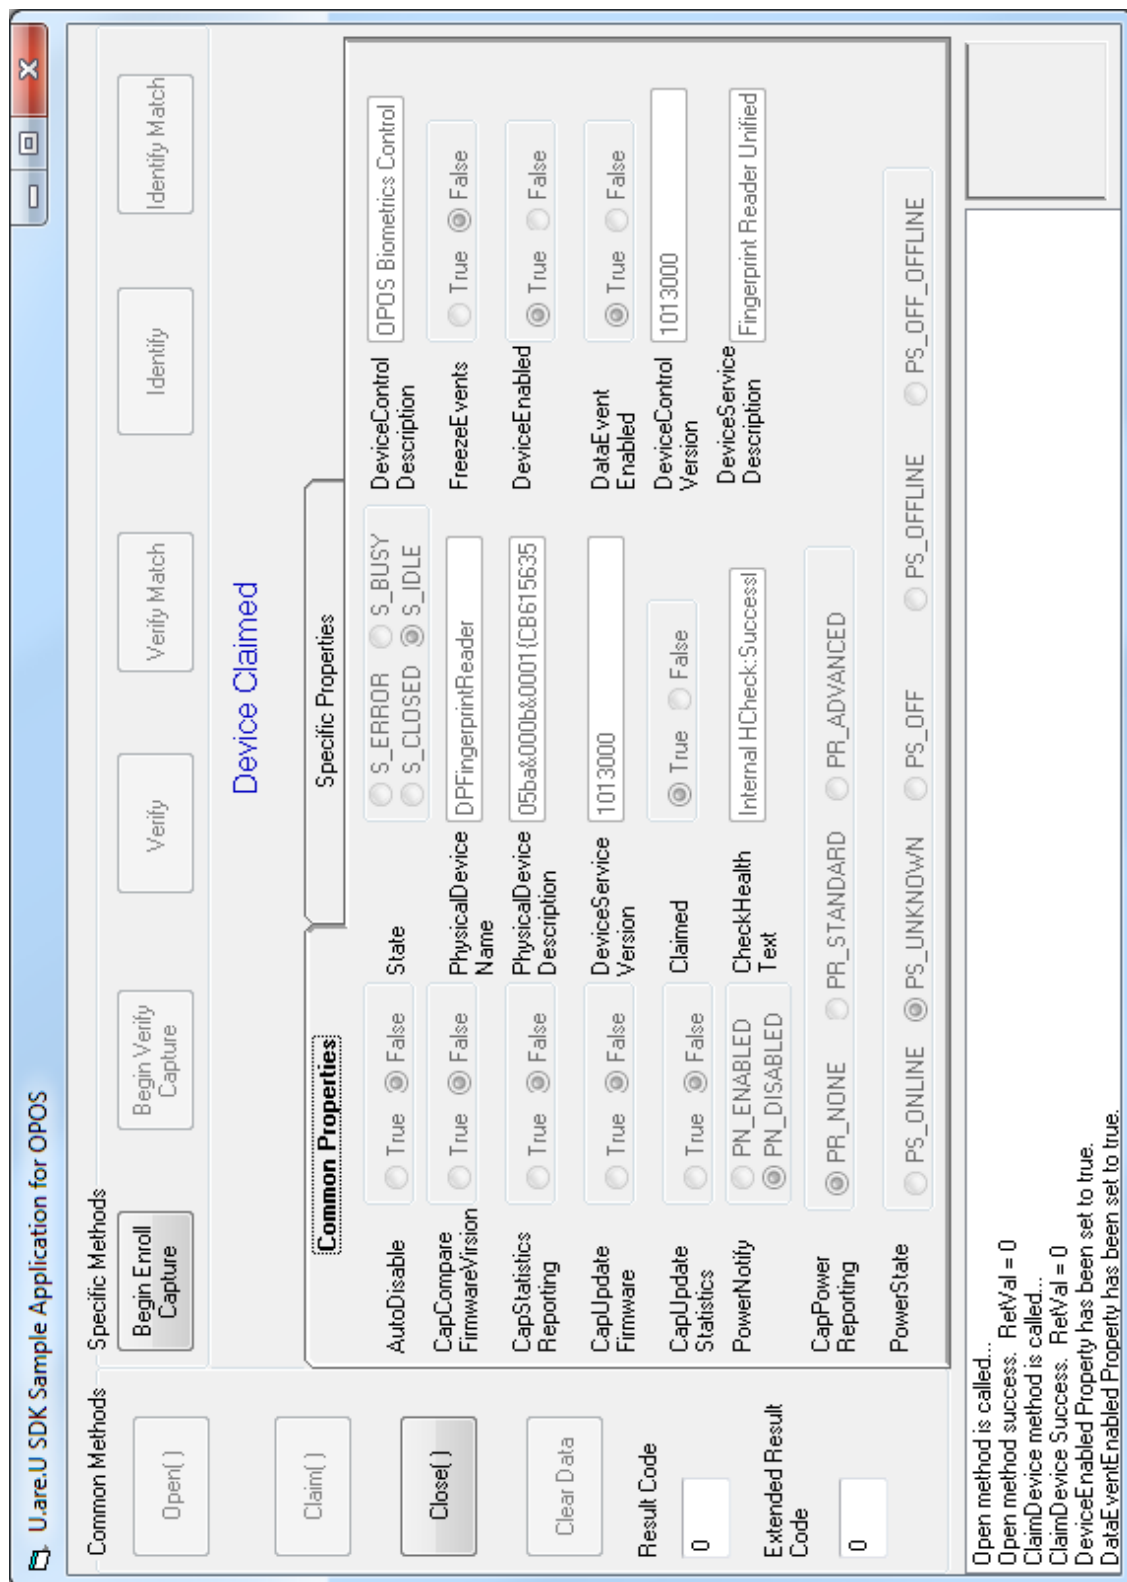 U.are.U SDK Sample Application for OPOS
Common Methods
Open( )
Claim( )
Close( )
Clear Data
Result Code
0
Extended Result
Code
0
Specific Methods
Begin Enroll
Capture
Begin Verify
Capture
Verify
Verify Match
Identify
Identify Match
Device Claimed
Common Properties
Specific Properties
AutoDisable
True False
CapCompare
FirmwareVirsion
True False
CapStatistics
Reporting
True False
CapUpdate
Firmware
True False
CapUpdate
Statistics
True False
PowerNotify
PN_ENABLED
PN_DISABLED
CapPower
Reporting
PR_NONE PR_STANDARD PR_ADVANCED
PowerState
PS_ONLINE PS_UNKNOWN PS_OFF PS_OFFLINE PS_OFF_OFFLINE
State
S_ERROR S_BUSY
S_CLOSED S_IDLE
PhysicalDevice
Name
DPFingerprintReader
PhysicalDevice
Description
05ba&000b&0001{CB615635
DeviceService
Version
1013000
Claimed
True False
CheckHealth
Text
Internal HCheck:Successl
DeviceControl
Description
OPOS Biometrics Control
FreezeEvents
True False
DeviceEnabled
True False
DataEvent
Enabled
True False
DeviceControl
Version
1013000
DeviceService
Description
Fingerprint Reader Unified
Open method is called...
Open method success. RetVal = 0
ClaimDevice method is called...
ClaimDevice Success. RetVal = 0
DeviceEnabled Property has been set to true.
DataEventEnabled Property has been set to true.